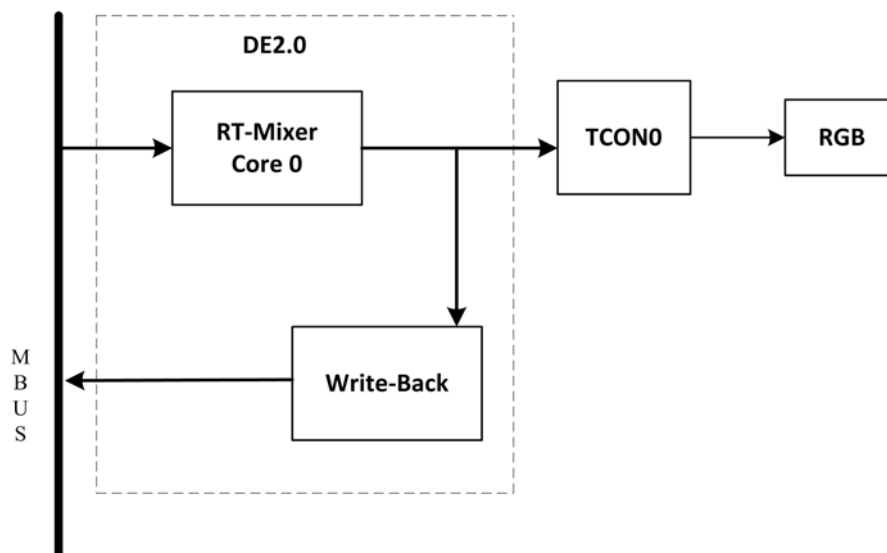 DE2.0
RT-Mixer
Core 0
TCON0
RGB
Write-Back
M
B
U
S